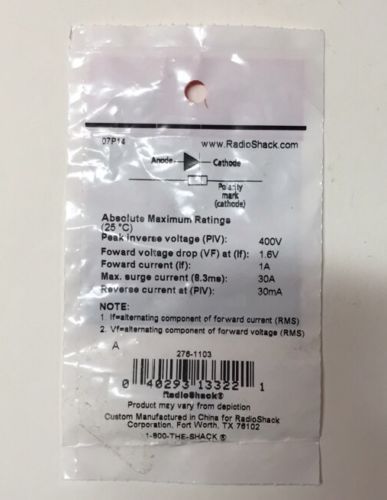 07P14 www.RadioShack.com
Anode Cathode
Polarity
mark
(cathode)
Absolute Maximum Ratings
(25 °C)
Peak inverse voltage (PIV): 400V
Foward voltage drop (VF) at (If): 1.6V
Foward current (If): 1A
Max. surge current (8.3ms): 30A
Reverse current at (PIV): 30mA
NOTE:
1. If=alternating component of forward current (RMS)
2. Vf=alternating component of forward voltage (RMS)
A
276-1103
0 40293 13322 1
RadioShack®
Product may vary from depiction
Custom Manufactured in China for RadioShack
Corporation, Fort Worth, TX 76102
1-800-THE-SHACK ®